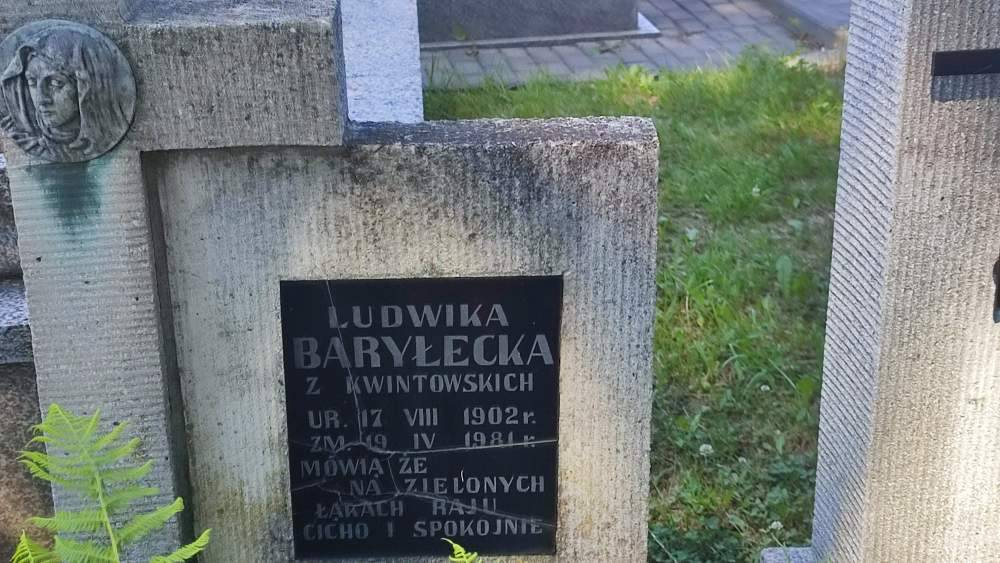 LUDWIKA
BARYŁECKA
Z KWINTOWSKICH
UR. 17 VIII 1902 r.
ZM. 19 IV 1981 r.
MÓWIĄ ŻE
NA ZIELONYCH
ŁĄKACH RAJU
CICHO I SPOKOJNIE